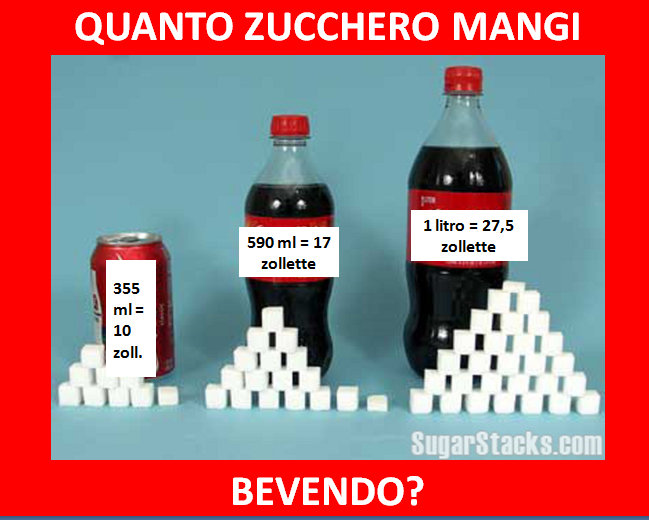 QUANTO ZUCCHERO MANGI
1 litro = 27,5
zollette
590 ml = 17
zollette
355
ml =
10
zoll.
SugarStacks.com
BEVENDO?